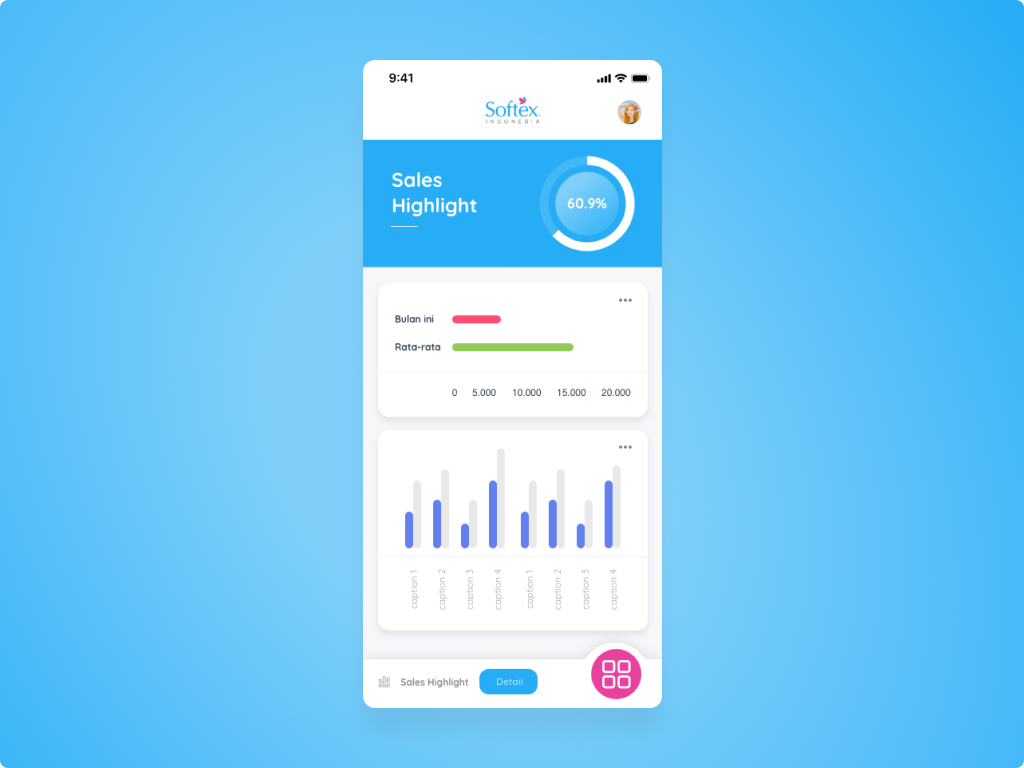 9:41
Softex
INDONESIA
Sales
Highlight
60.9%
Bulan ini
Rata-rata
0 5.000 10.000 15.000 20.000
caption 1
caption 2
caption 3
caption 4
caption 1
caption 2
caption 3
caption 4
Sales Highlight
Detail